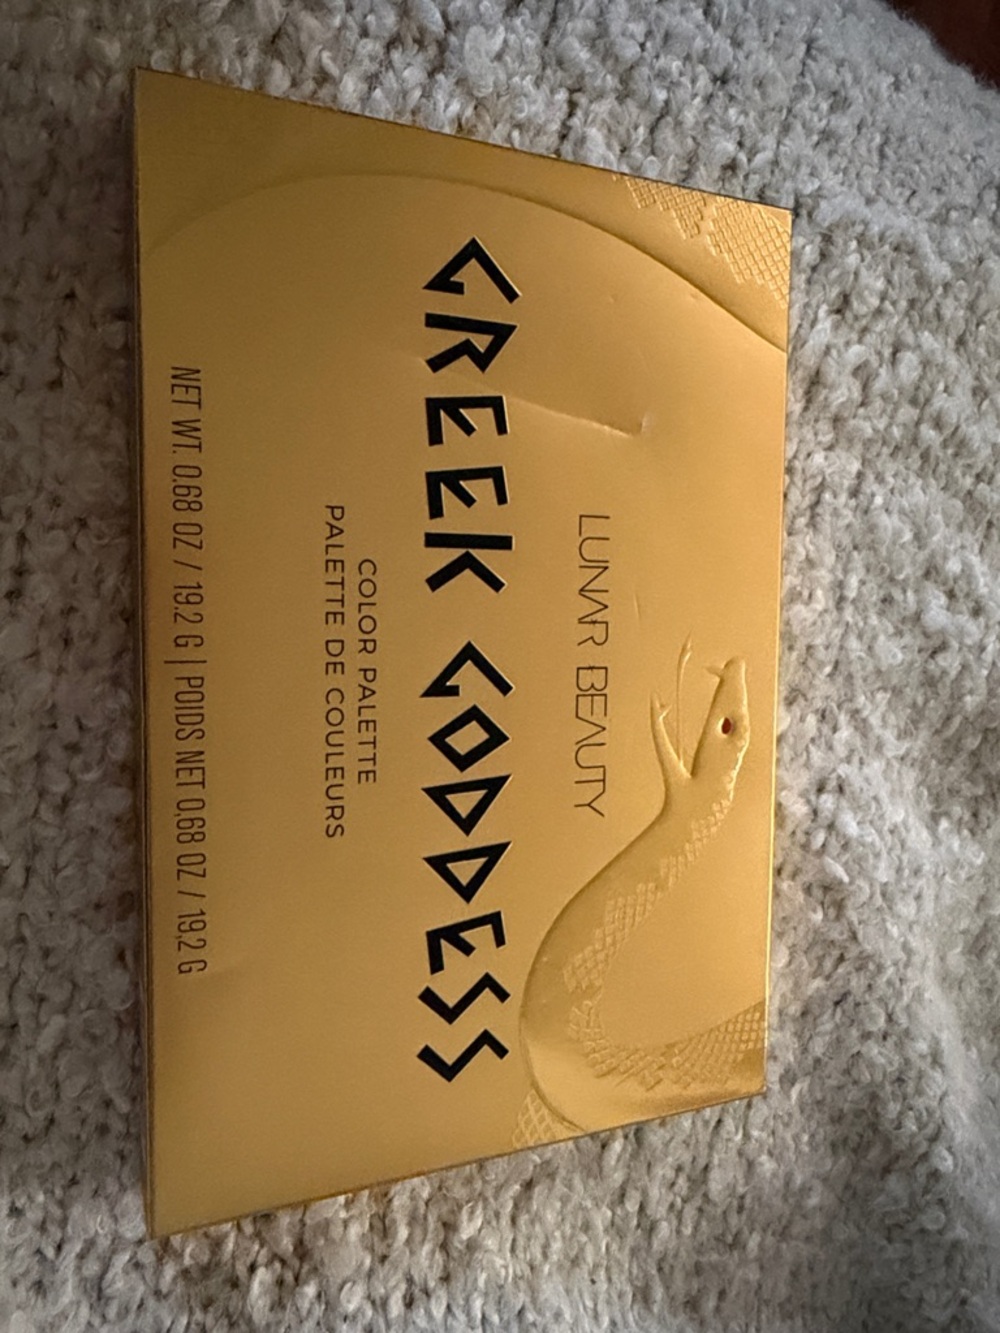 LUNAR BEAUTY
GREEK GODDESS
COLOR PALETTE
PALETTE DE COULEURS
NET WT. 0.68 OZ / 19.2 G | POIDS NET 0,68 OZ / 19,2 G